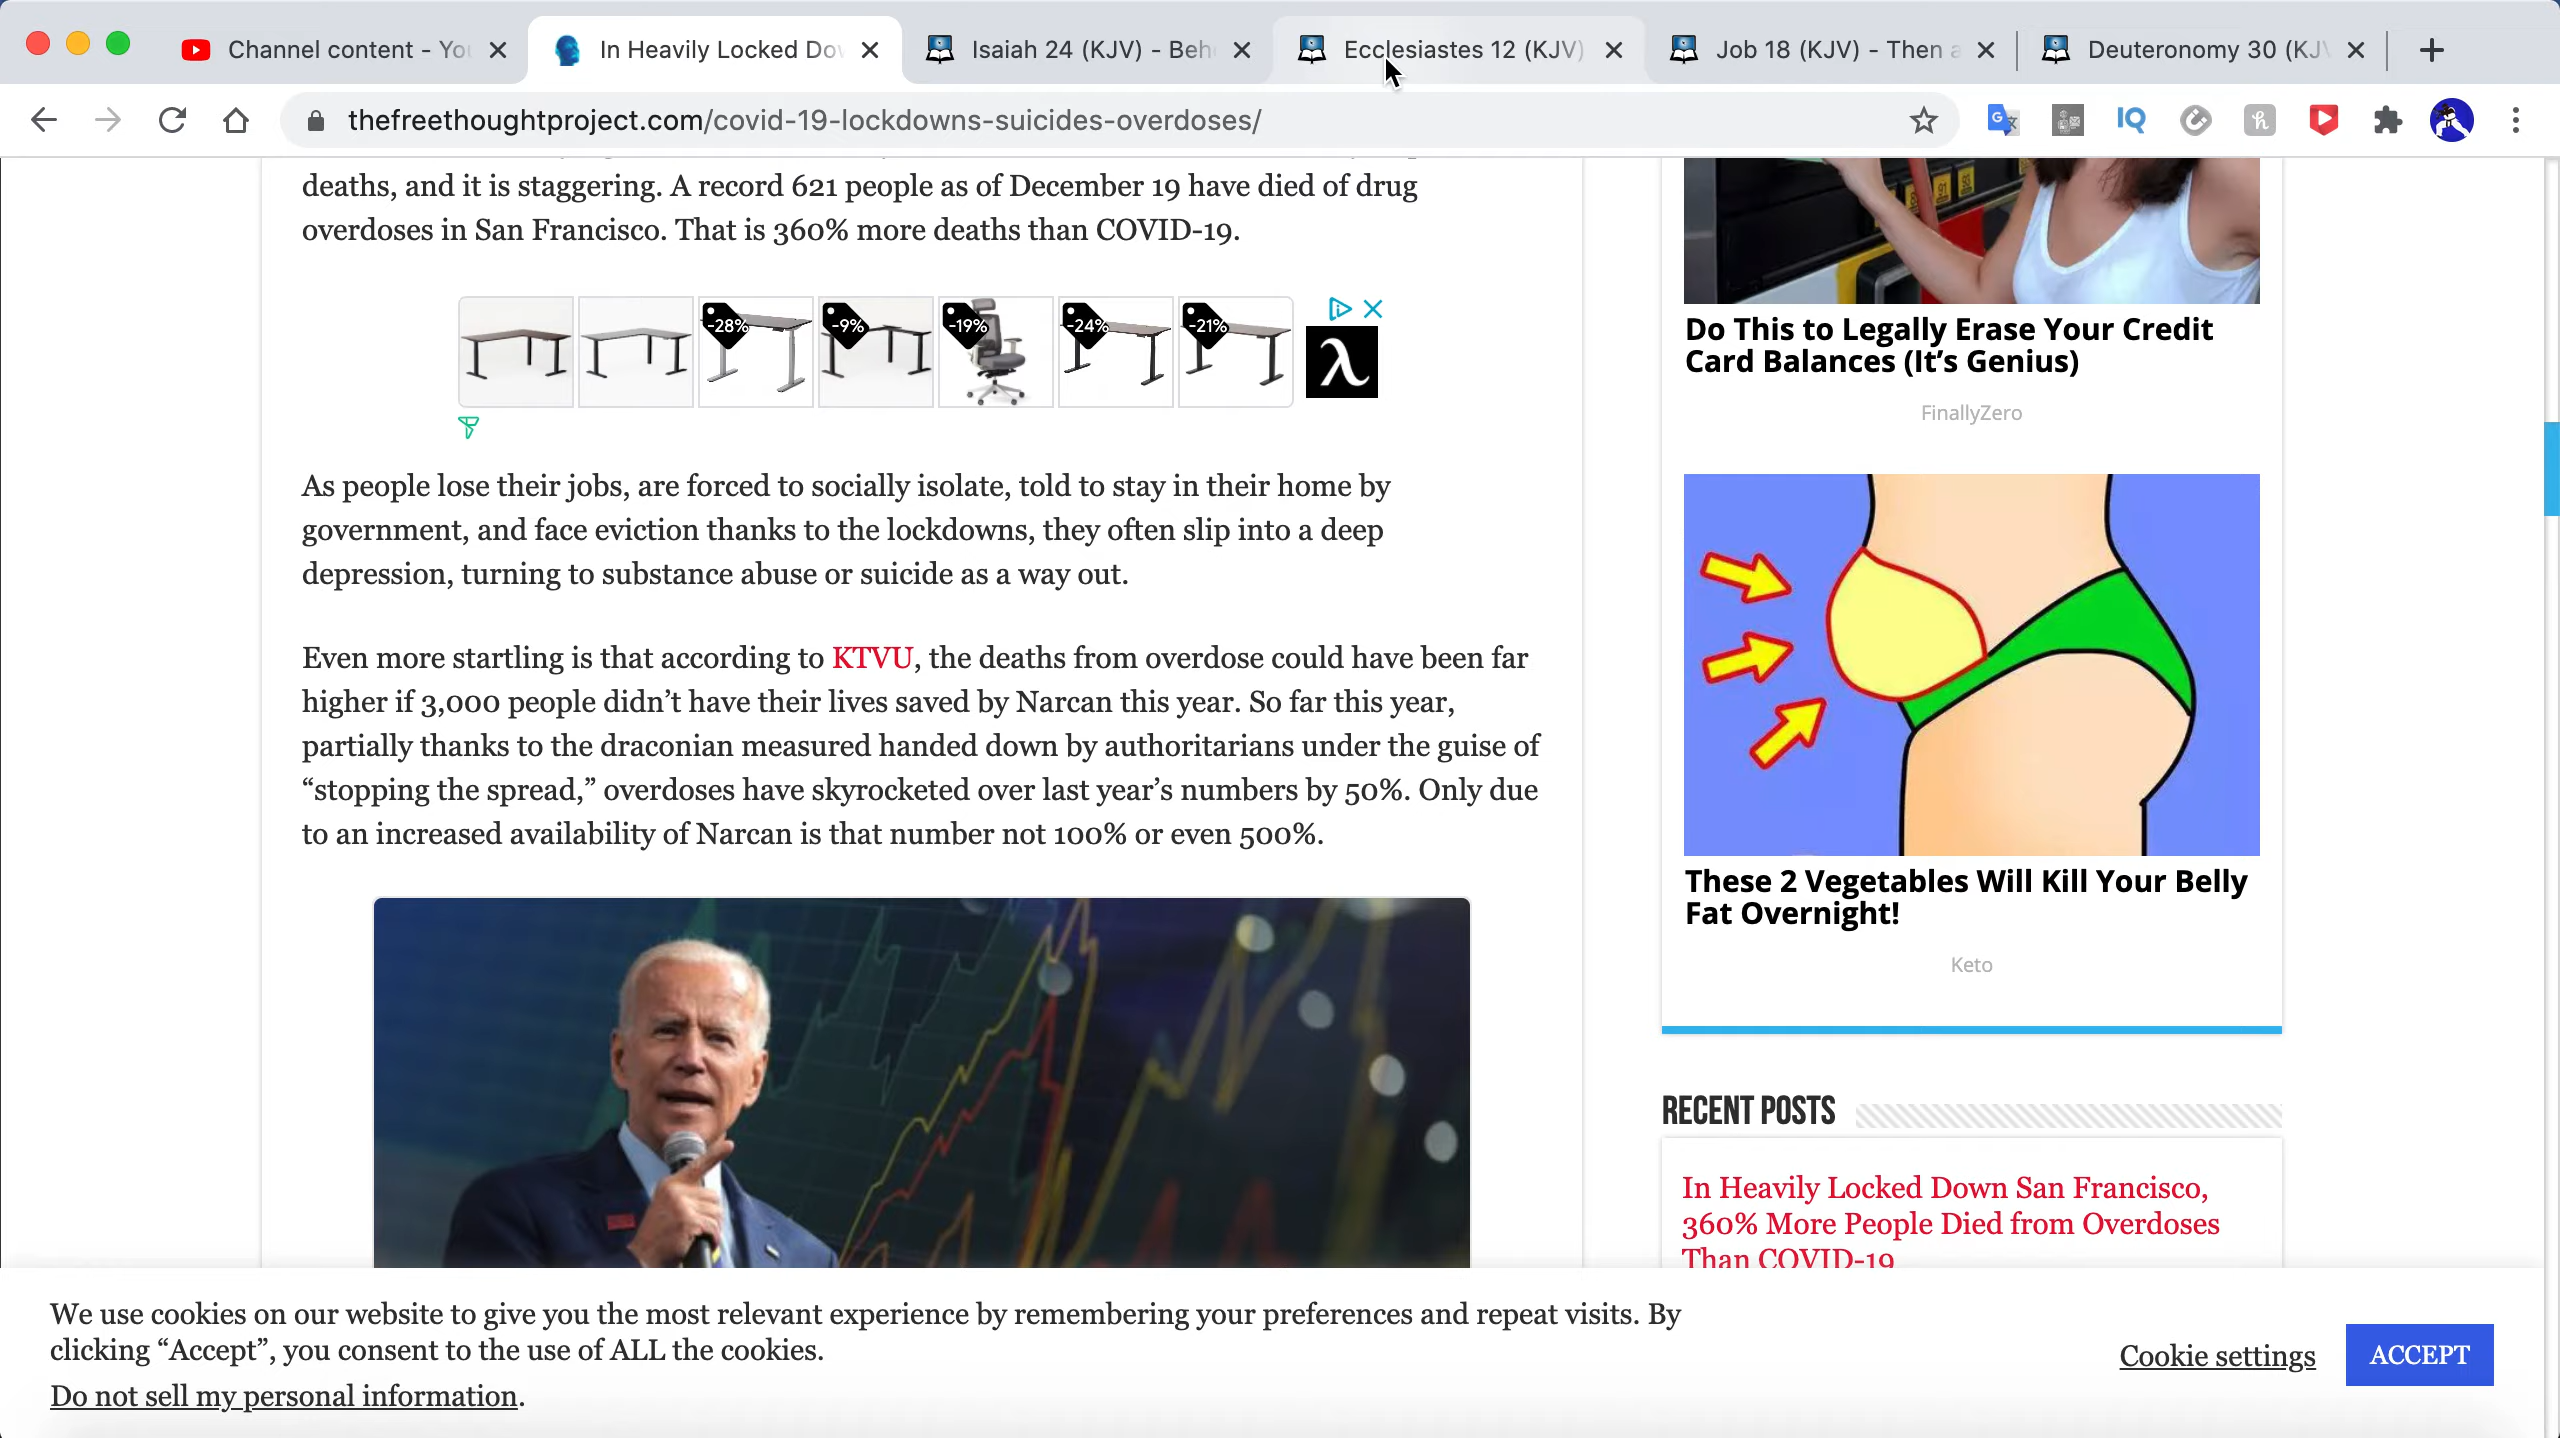 Channel content - You
In Heavily Locked Dow
Isaiah 24 (KJV) - Beh
Ecclesiastes 12 (KJV)
Job 18 (KJV) - Then a
Deuteronomy 30 (KJV
thefreethoughtproject.com/covid-19-lockdowns-suicides-overdoses/
deaths, and it is staggering. A record 621 people as of December 19 have died of drug
overdoses in San Francisco. That is 360% more deaths than COVID-19.
-28%
-9%
-19%
-24%
-21%
As people lose their jobs, are forced to socially isolate, told to stay in their home by
government, and face eviction thanks to the lockdowns, they often slip into a deep
depression, turning to substance abuse or suicide as a way out.
Even more startling is that according to KTVU, the deaths from overdose could have been far
higher if 3,000 people didn’t have their lives saved by Narcan this year. So far this year,
partially thanks to the draconian measured handed down by authoritarians under the guise of
“stopping the spread,” overdoses have skyrocketed over last year’s numbers by 50%. Only due
to an increased availability of Narcan is that number not 100% or even 500%.
Do This to Legally Erase Your Credit
Card Balances (It’s Genius)
FinallyZero
These 2 Vegetables Will Kill Your Belly
Fat Overnight!
Keto
RECENT POSTS
In Heavily Locked Down San Francisco,
360% More People Died from Overdoses
Than COVID-19
We use cookies on our website to give you the most relevant experience by remembering your preferences and repeat visits. By
clicking “Accept”, you consent to the use of ALL the cookies.
Do not sell my personal information.
Cookie settings
ACCEPT